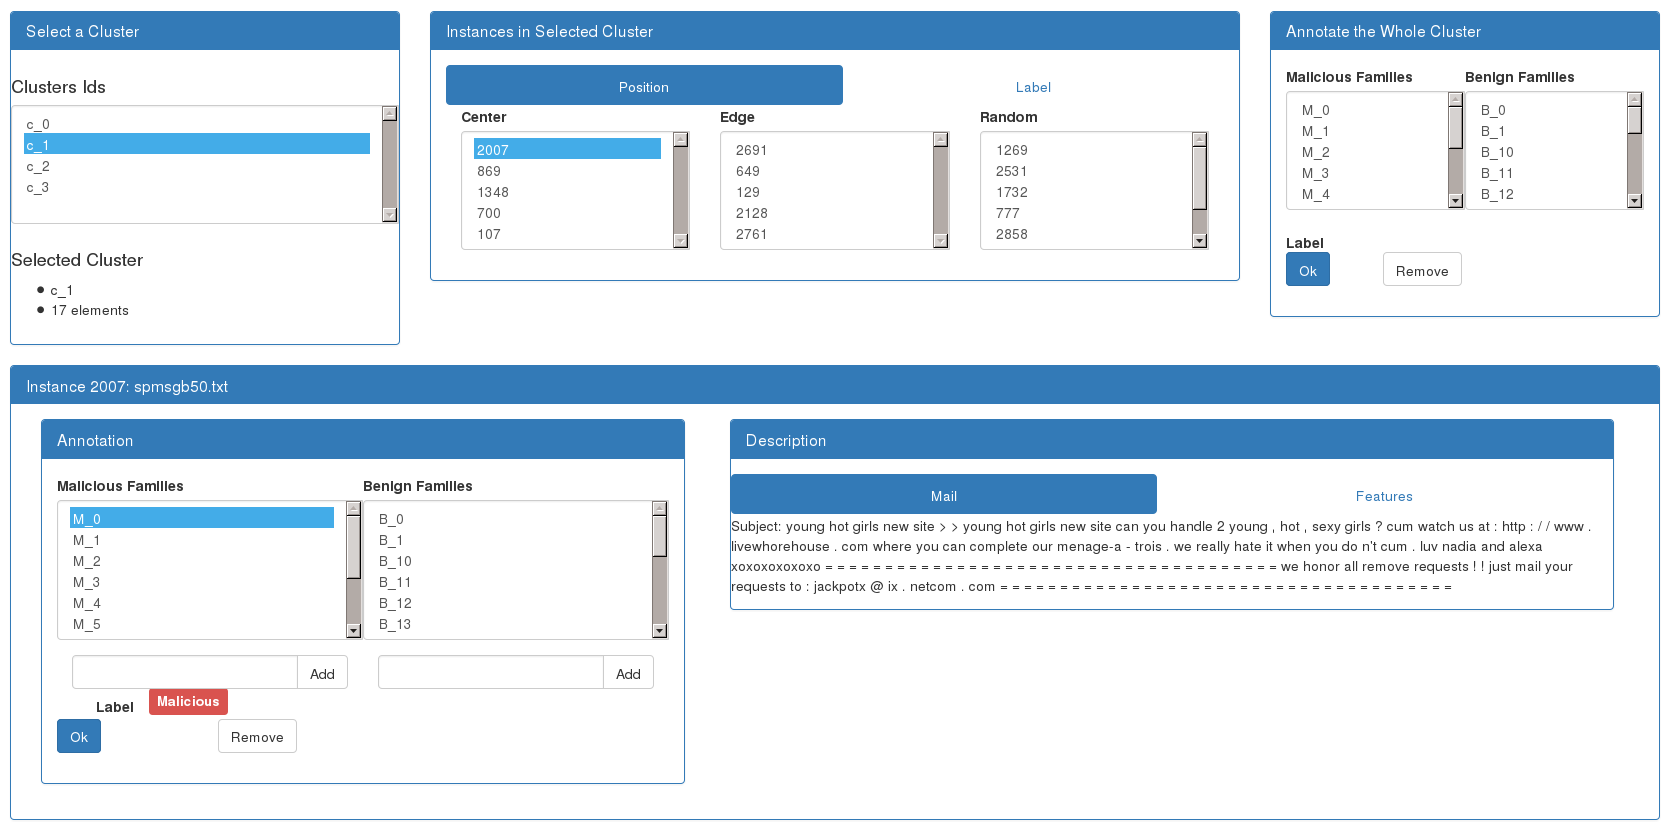 Select a Cluster
Clusters Ids
c_0
c_1
c_2
c_3
Selected Cluster
c_1
17 elements
Instances in Selected Cluster
Position
Label
Center
2007
869
1348
700
107
Edge
2691
649
129
2128
2761
Random
1269
2531
1732
777
2858
Annotate the Whole Cluster
Malicious Families
M_0
M_1
M_2
M_3
M_4
Benign Families
B_0
B_1
B_10
B_11
B_12
Label
Ok
Remove
Instance 2007: spmsgb50.txt
Annotation
Malicious Families
M_0
M_1
M_2
M_3
M_4
M_5
Add
Benign Families
B_0
B_1
B_10
B_11
B_12
B_13
Add
Label
Malicious
Ok
Remove
Description
Mail
Features
Subject: young hot girls new site > > young hot girls new site can you handle 2 young , hot , sexy girls ? cum watch us at : http : / / www .
livewhorehouse . com where you can complete our menage-a - trois . we really hate it when you do n't cum . luv nadia and alexa
xoxoxoxoxoxo = = = = = = = = = = = = = = = = = = = = = = = = = = = = = = = = = = = = = = we honor all remove requests ! ! just mail your
requests to : jackpotx @ ix . netcom . com = = = = = = = = = = = = = = = = = = = = = = = = = = = = = = = = = = = = = =